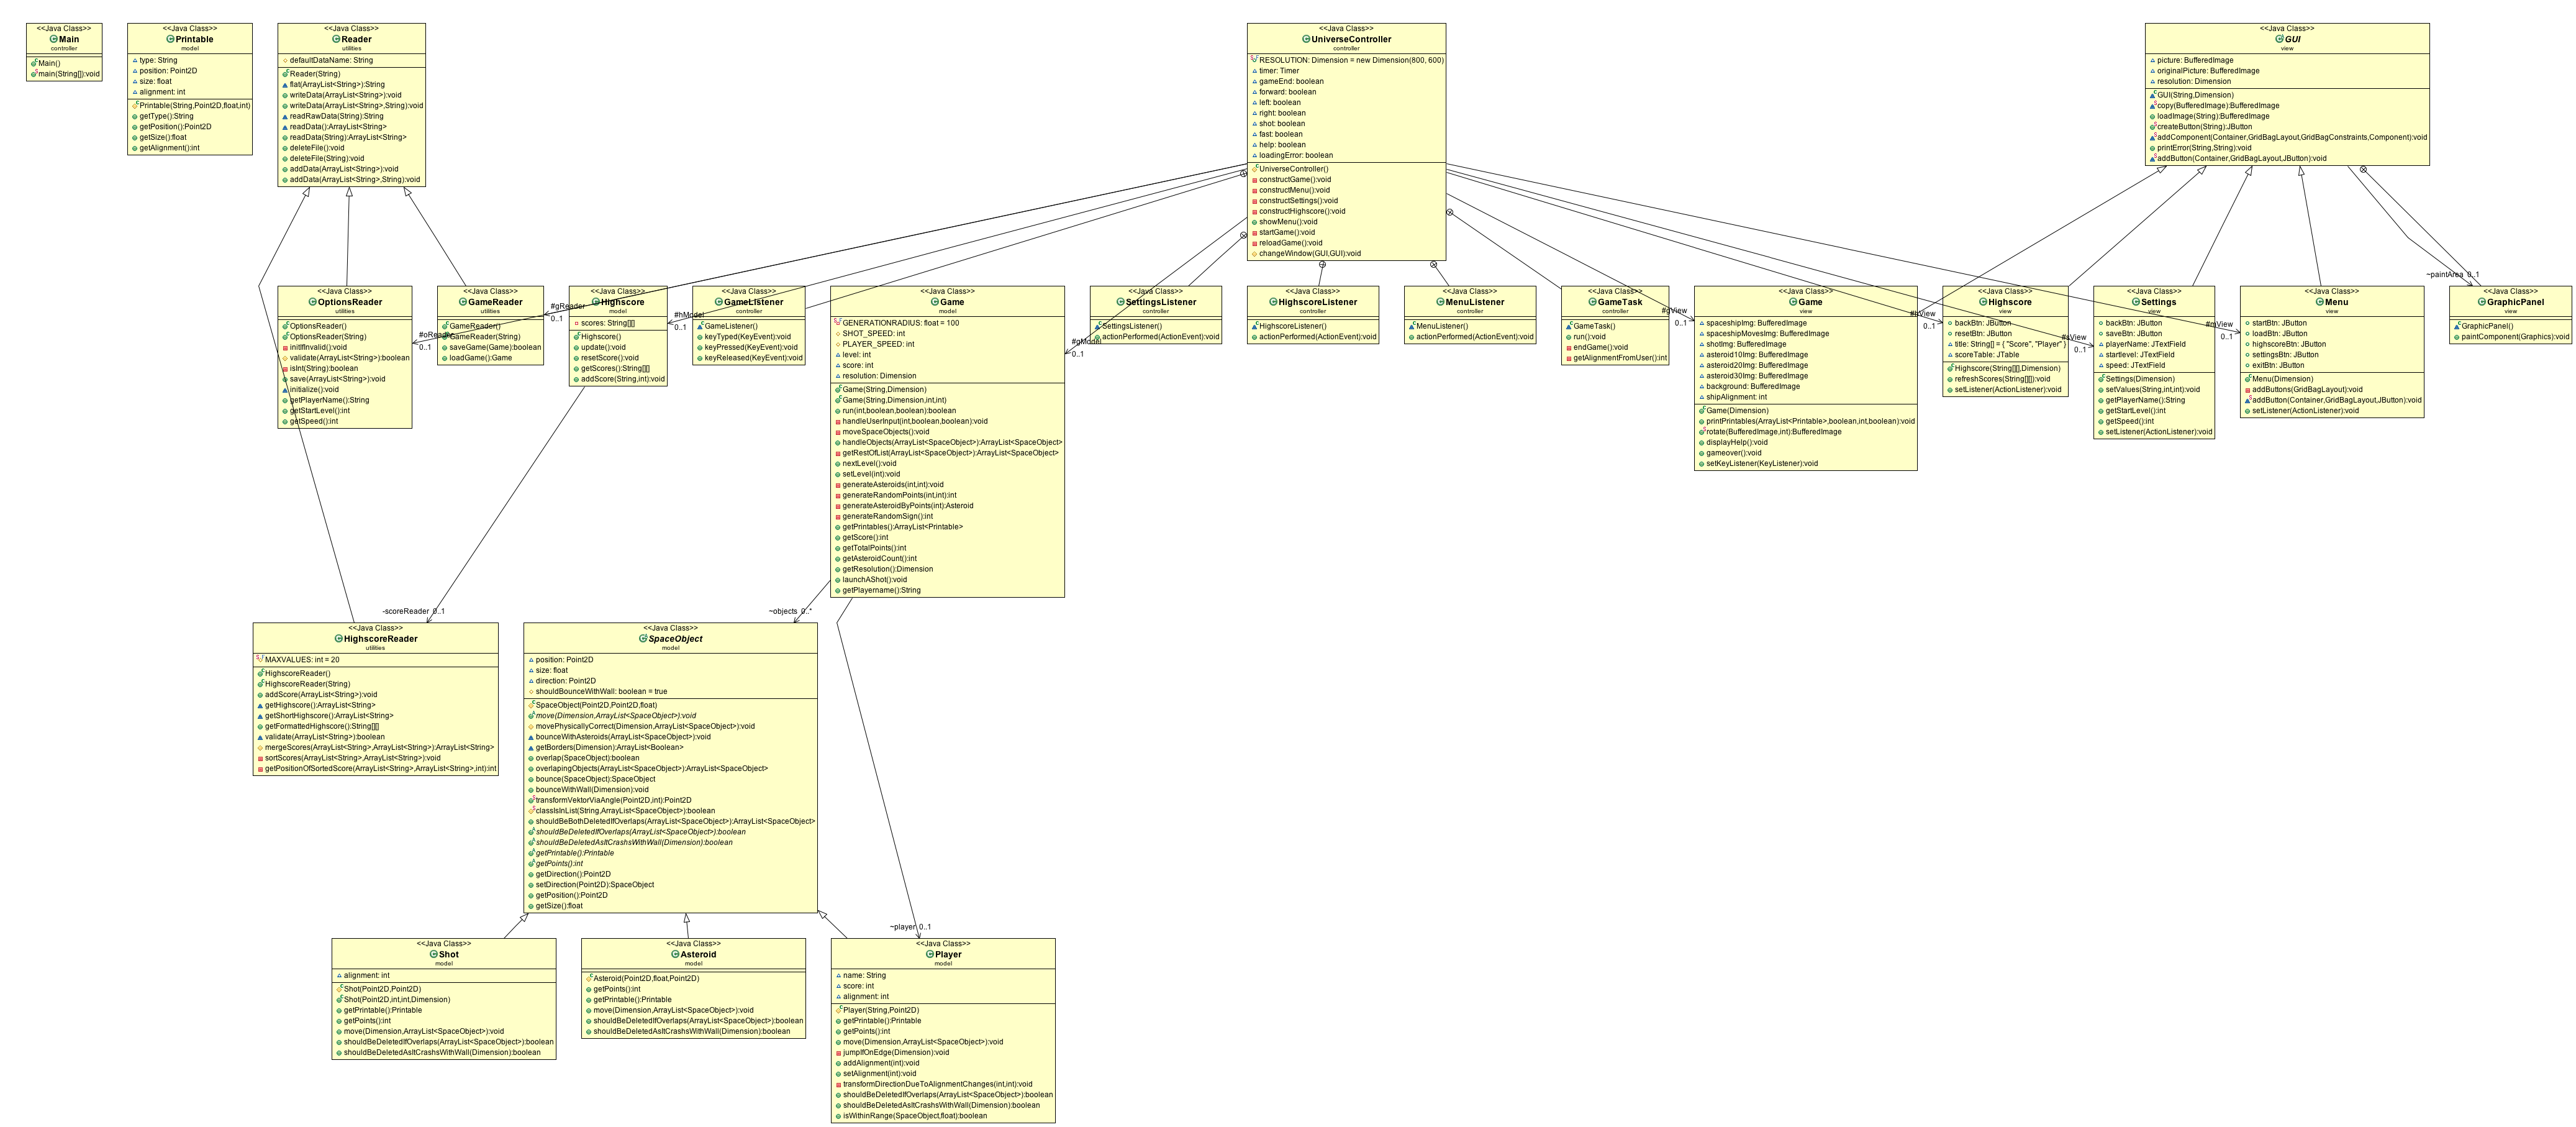 <<Java Class>>
Main
controller
Main()
main(String[]):void
<<Java Class>>
Printable
model
type: String
position: Point2D
size: float
alignment: int
Printable(String,Point2D,float,int)
getType():String
getPosition():Point2D
getSize():float
getAlignment():int
<<Java Class>>
Reader
utilities
defaultDataName: String
Reader(String)
flat(ArrayList<String>):String
writeData(ArrayList<String>):void
writeData(ArrayList<String>,String):void
readRawData(String):String
readData():ArrayList<String>
readData(String):ArrayList<String>
deleteFile():void
deleteFile(String):void
addData(ArrayList<String>):void
addData(ArrayList<String>,String):void
<<Java Class>>
UniverseController
controller
RESOLUTION: Dimension = new Dimension(800, 600)
timer: Timer
gameEnd: boolean
forward: boolean
left: boolean
right: boolean
shot: boolean
fast: boolean
help: boolean
loadingError: boolean
UniverseController()
constructGame():void
constructMenu():void
constructSettings():void
constructHighscore():void
showMenu():void
startGame():void
reloadGame():void
changeWindow(GUI,GUI):void
<<Java Class>>
GUI
view
picture: BufferedImage
originalPicture: BufferedImage
resolution: Dimension
GUI(String,Dimension)
copy(BufferedImage):BufferedImage
loadImage(String):BufferedImage
createButton(String):JButton
addComponent(Container,GridBagLayout,GridBagConstraints,Component):void
printError(String,String):void
addButton(Container,GridBagLayout,JButton):void
<<Java Class>>
OptionsReader
utilities
OptionsReader()
OptionsReader(String)
initIfInvalid():void
validate(ArrayList<String>):boolean
isInt(String):boolean
save(ArrayList<String>):void
initialize():void
getPlayerName():String
getStartLevel():int
getSpeed():int
#oReader
0..1
<<Java Class>>
GameReader
utilities
GameReader()
GameReader(String)
saveGame(Game):boolean
loadGame():Game
#gReader
0..1
<<Java Class>>
Highscore
model
scores: String[][]
Highscore()
update():void
resetScore():void
getScores():String[][]
addScore(String,int):void
#hModel
0..1
<<Java Class>>
GameListener
controller
GameListener()
keyTyped(KeyEvent):void
keyPressed(KeyEvent):void
keyReleased(KeyEvent):void
<<Java Class>>
Game
model
GENERATIONRADIUS: float = 100
SHOT_SPEED: int
PLAYER_SPEED: int
level: int
score: int
resolution: Dimension
Game(String,Dimension)
Game(String,Dimension,int,int)
run(int,boolean,boolean):boolean
handleUserInput(int,boolean,boolean):void
moveSpaceObjects():void
handleObjects(ArrayList<SpaceObject>):ArrayList<SpaceObject>
getRestOfList(ArrayList<SpaceObject>):ArrayList<SpaceObject>
nextLevel():void
setLevel(int):void
generateAsteroids(int,int):void
generateRandomPoints(int,int):int
generateAsteroidByPoints(int):Asteroid
generateRandomSign():int
getPrintables():ArrayList<Printable>
getScore():int
getTotalPoints():int
getAsteroidCount():int
getResolution():Dimension
launchAShot():void
getPlayername():String
#gModel
0..1
<<Java Class>>
SettingsListener
controller
SettingsListener()
actionPerformed(ActionEvent):void
<<Java Class>>
HighscoreListener
controller
HighscoreListener()
actionPerformed(ActionEvent):void
<<Java Class>>
MenuListener
controller
MenuListener()
actionPerformed(ActionEvent):void
<<Java Class>>
GameTask
controller
GameTask()
run():void
endGame():void
getAlignmentFromUser():int
#gView
0..1
<<Java Class>>
Game
view
spaceshipImg: BufferedImage
spaceshipMovesImg: BufferedImage
shotImg: BufferedImage
asteroid10Img: BufferedImage
asteroid20Img: BufferedImage
asteroid30Img: BufferedImage
background: BufferedImage
shipAlignment: int
Game(Dimension)
printPrintables(ArrayList<Printable>,boolean,int,boolean):void
rotate(BufferedImage,int):BufferedImage
displayHelp():void
gameover():void
setKeyListener(KeyListener):void
#hView
0..1
<<Java Class>>
Highscore
view
backBtn: JButton
resetBtn: JButton
title: String[] = { "Score", "Player" }
scoreTable: JTable
Highscore(String[][],Dimension)
refreshScores(String[][]):void
setListener(ActionListener):void
#sView
0..1
<<Java Class>>
Settings
view
backBtn: JButton
saveBtn: JButton
playerName: JTextField
startlevel: JTextField
speed: JTextField
Settings(Dimension)
setValues(String,int,int):void
getPlayerName():String
getStartLevel():int
getSpeed():int
setListener(ActionListener):void
#mView
0..1
<<Java Class>>
Menu
view
startBtn: JButton
loadBtn: JButton
highscoreBtn: JButton
settingsBtn: JButton
exitBtn: JButton
Menu(Dimension)
addButtons(GridBagLayout):void
addButton(Container,GridBagLayout,JButton):void
setListener(ActionListener):void
~paintArea 0..1
<<Java Class>>
GraphicPanel
view
GraphicPanel()
paintComponent(Graphics):void
-scoreReader 0..1
<<Java Class>>
HighscoreReader
utilities
MAXVALUES: int = 20
HighscoreReader()
HighscoreReader(String)
addScore(ArrayList<String>):void
getHighscore():ArrayList<String>
getShortHighscore():ArrayList<String>
getFormattedHighscore():String[][]
validate(ArrayList<String>):boolean
mergeScores(ArrayList<String>,ArrayList<String>):ArrayList<String>
sortScores(ArrayList<String>,ArrayList<String>):void
getPositionOfSortedScore(ArrayList<String>,ArrayList<String>,int):int
~objects 0..*
<<Java Class>>
SpaceObject
model
position: Point2D
size: float
direction: Point2D
shouldBounceWithWall: boolean = true
SpaceObject(Point2D,Point2D,float)
move(Dimension,ArrayList<SpaceObject>):void
movePhysicallyCorrect(Dimension,ArrayList<SpaceObject>):void
bounceWithAsteroids(ArrayList<SpaceObject>):void
getBorders(Dimension):ArrayList<Boolean>
overlap(SpaceObject):boolean
overlapingObjects(ArrayList<SpaceObject>):ArrayList<SpaceObject>
bounce(SpaceObject):SpaceObject
bounceWithWall(Dimension):void
transformVektorViaAngle(Point2D,int):Point2D
classIsInList(String,ArrayList<SpaceObject>):boolean
shouldBeBothDeletedIfOverlaps(ArrayList<SpaceObject>):ArrayList<SpaceObject>
shouldBeDeletedIfOverlaps(ArrayList<SpaceObject>):boolean
shouldBeDeletedAsItCrashsWithWall(Dimension):boolean
getPrintable():Printable
getPoints():int
getDirection():Point2D
setDirection(Point2D):SpaceObject
getPosition():Point2D
getSize():float
<<Java Class>>
Shot
model
alignment: int
Shot(Point2D,Point2D)
Shot(Point2D,int,int,Dimension)
getPrintable():Printable
getPoints():int
move(Dimension,ArrayList<SpaceObject>):void
shouldBeDeletedIfOverlaps(ArrayList<SpaceObject>):boolean
shouldBeDeletedAsItCrashsWithWall(Dimension):boolean
<<Java Class>>
Asteroid
model
Asteroid(Point2D,float,Point2D)
getPoints():int
getPrintable():Printable
move(Dimension,ArrayList<SpaceObject>):void
shouldBeDeletedIfOverlaps(ArrayList<SpaceObject>):boolean
shouldBeDeletedAsItCrashsWithWall(Dimension):boolean
~player 0..1
<<Java Class>>
Player
model
name: String
score: int
alignment: int
Player(String,Point2D)
getPrintable():Printable
getPoints():int
move(Dimension,ArrayList<SpaceObject>):void
jumpIfOnEdge(Dimension):void
addAlignment(int):void
setAlignment(int):void
transformDirectionDueToAlignmentChanges(int,int):void
shouldBeDeletedIfOverlaps(ArrayList<SpaceObject>):boolean
shouldBeDeletedAsItCrashsWithWall(Dimension):boolean
isWithinRange(SpaceObject,float):boolean